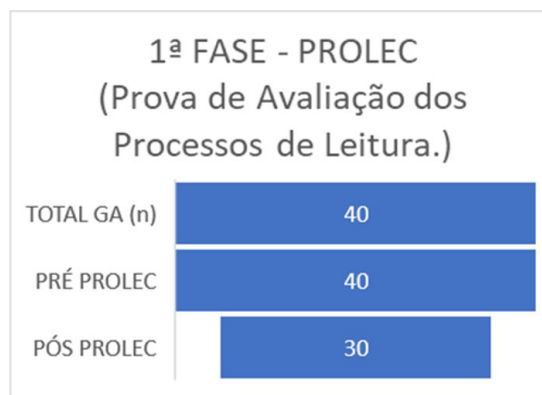 1ª FASE - PROLEC
(Prova de Avaliação dos
Processos de Leitura.)
TOTAL GA (n) 40
PRÉ PROLEC 40
PÓS PROLEC 30